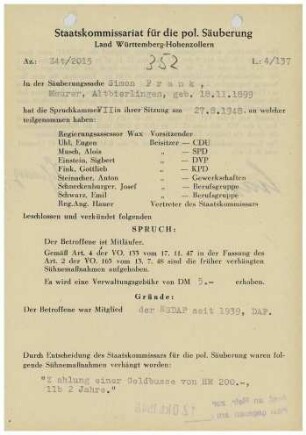 Staatskommissariat für die pol. Säuberung
Land Württemberg-Hohenzollern
Az.: 244/2015 352 L: 4/137
In der Säuberungssache Simon Frank,
Maurer, Altbierlingen, geb. 18.11.1899
hat die Spruchkammer VII in ihrer Sitzung am 27.8.1948. an welcher
teilgenommen haben:
Regierungsassessor Wax Vorsitzender
Uhl, Eugen Beisitzer — CDU
Musch, Alois „ — SPD
Einstein, Sigbert „ — DVP
Fink, Gottlieb „ — KPD
Steinacher, Anton „ — Gewerkschaften
Schneckenburger, Josef „ — Berufsgruppe
Schwarz, Emil „ — Berufsgruppe
Reg.Aug. Vertreter des Staatskommissars
beschlossen und verkündet folgenden
SPRUCH:
Der Betroffene ist Mitläufer.
Gemäß Art. 4 der VO. 133 vom 17. 11. 47 in der Fassung des
Art. 2 der VO. 165 vom 13. 7. 48 sind die früher verhängten
Sühnemaßnahmen aufgehoben.
Es wird eine Verwaltungsgebühr von DM 5.— erhoben.
Gründe:
Der Betroffene war Mitglied der NSDAP seit 1939, DAF.
Durch Entscheidung des Staatskommissars für die pol. Säuberung waren folgende
Sühnemaßnahmen verhängt worden:
"Zahlung einer Goldbusse von RM 200.-,
11b 2 Jahre."